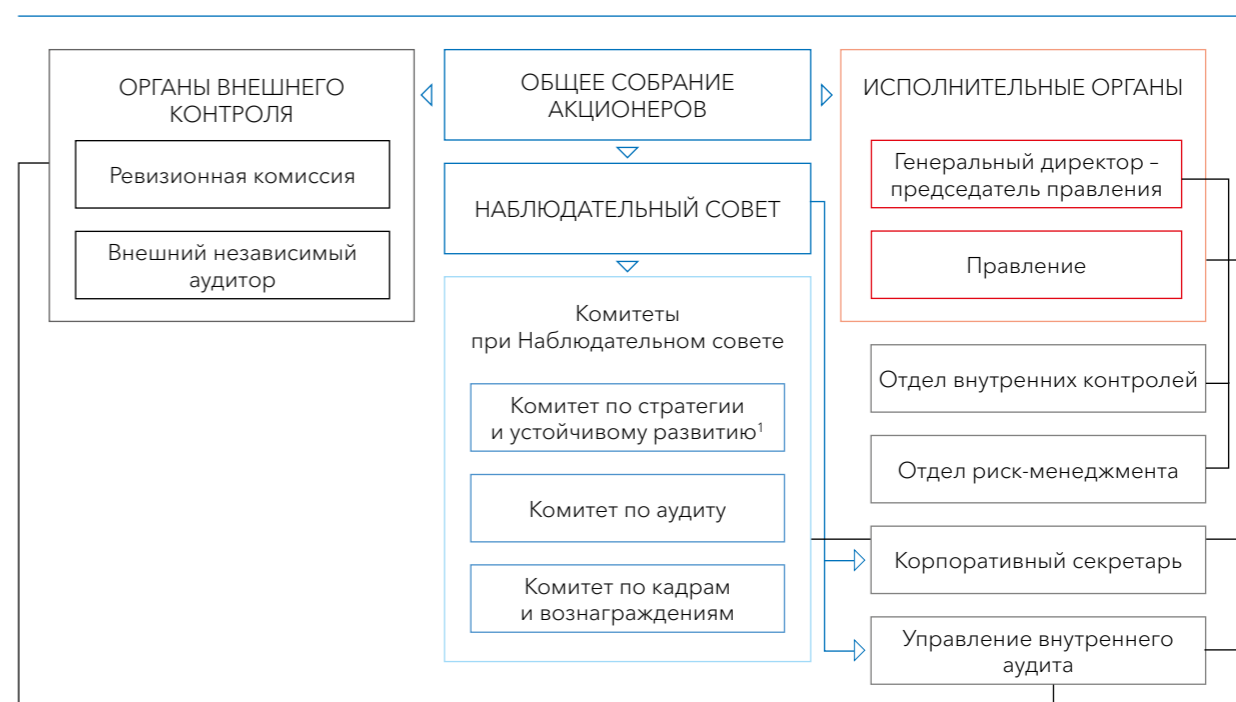 ОРГАНЫ ВНЕШНЕГО
КОНТРОЛЯ
Ревизионная комиссия
Внешний независимый
аудитор
ОБЩЕЕ СОБРАНИЕ
АКЦИОНЕРОВ
НАБЛЮДАТЕЛЬНЫЙ СОВЕТ
Комитеты
при Наблюдательном совете
Комитет по стратегии
и устойчивому развитию¹
Комитет по аудиту
Комитет по кадрам
и вознаграждениям
ИСПОЛНИТЕЛЬНЫЕ ОРГАНЫ
Генеральный директор –
председатель правления
Правление
Отдел внутренних контролей
Отдел риск-менеджмента
Корпоративный секретарь
Управление внутреннего
аудита